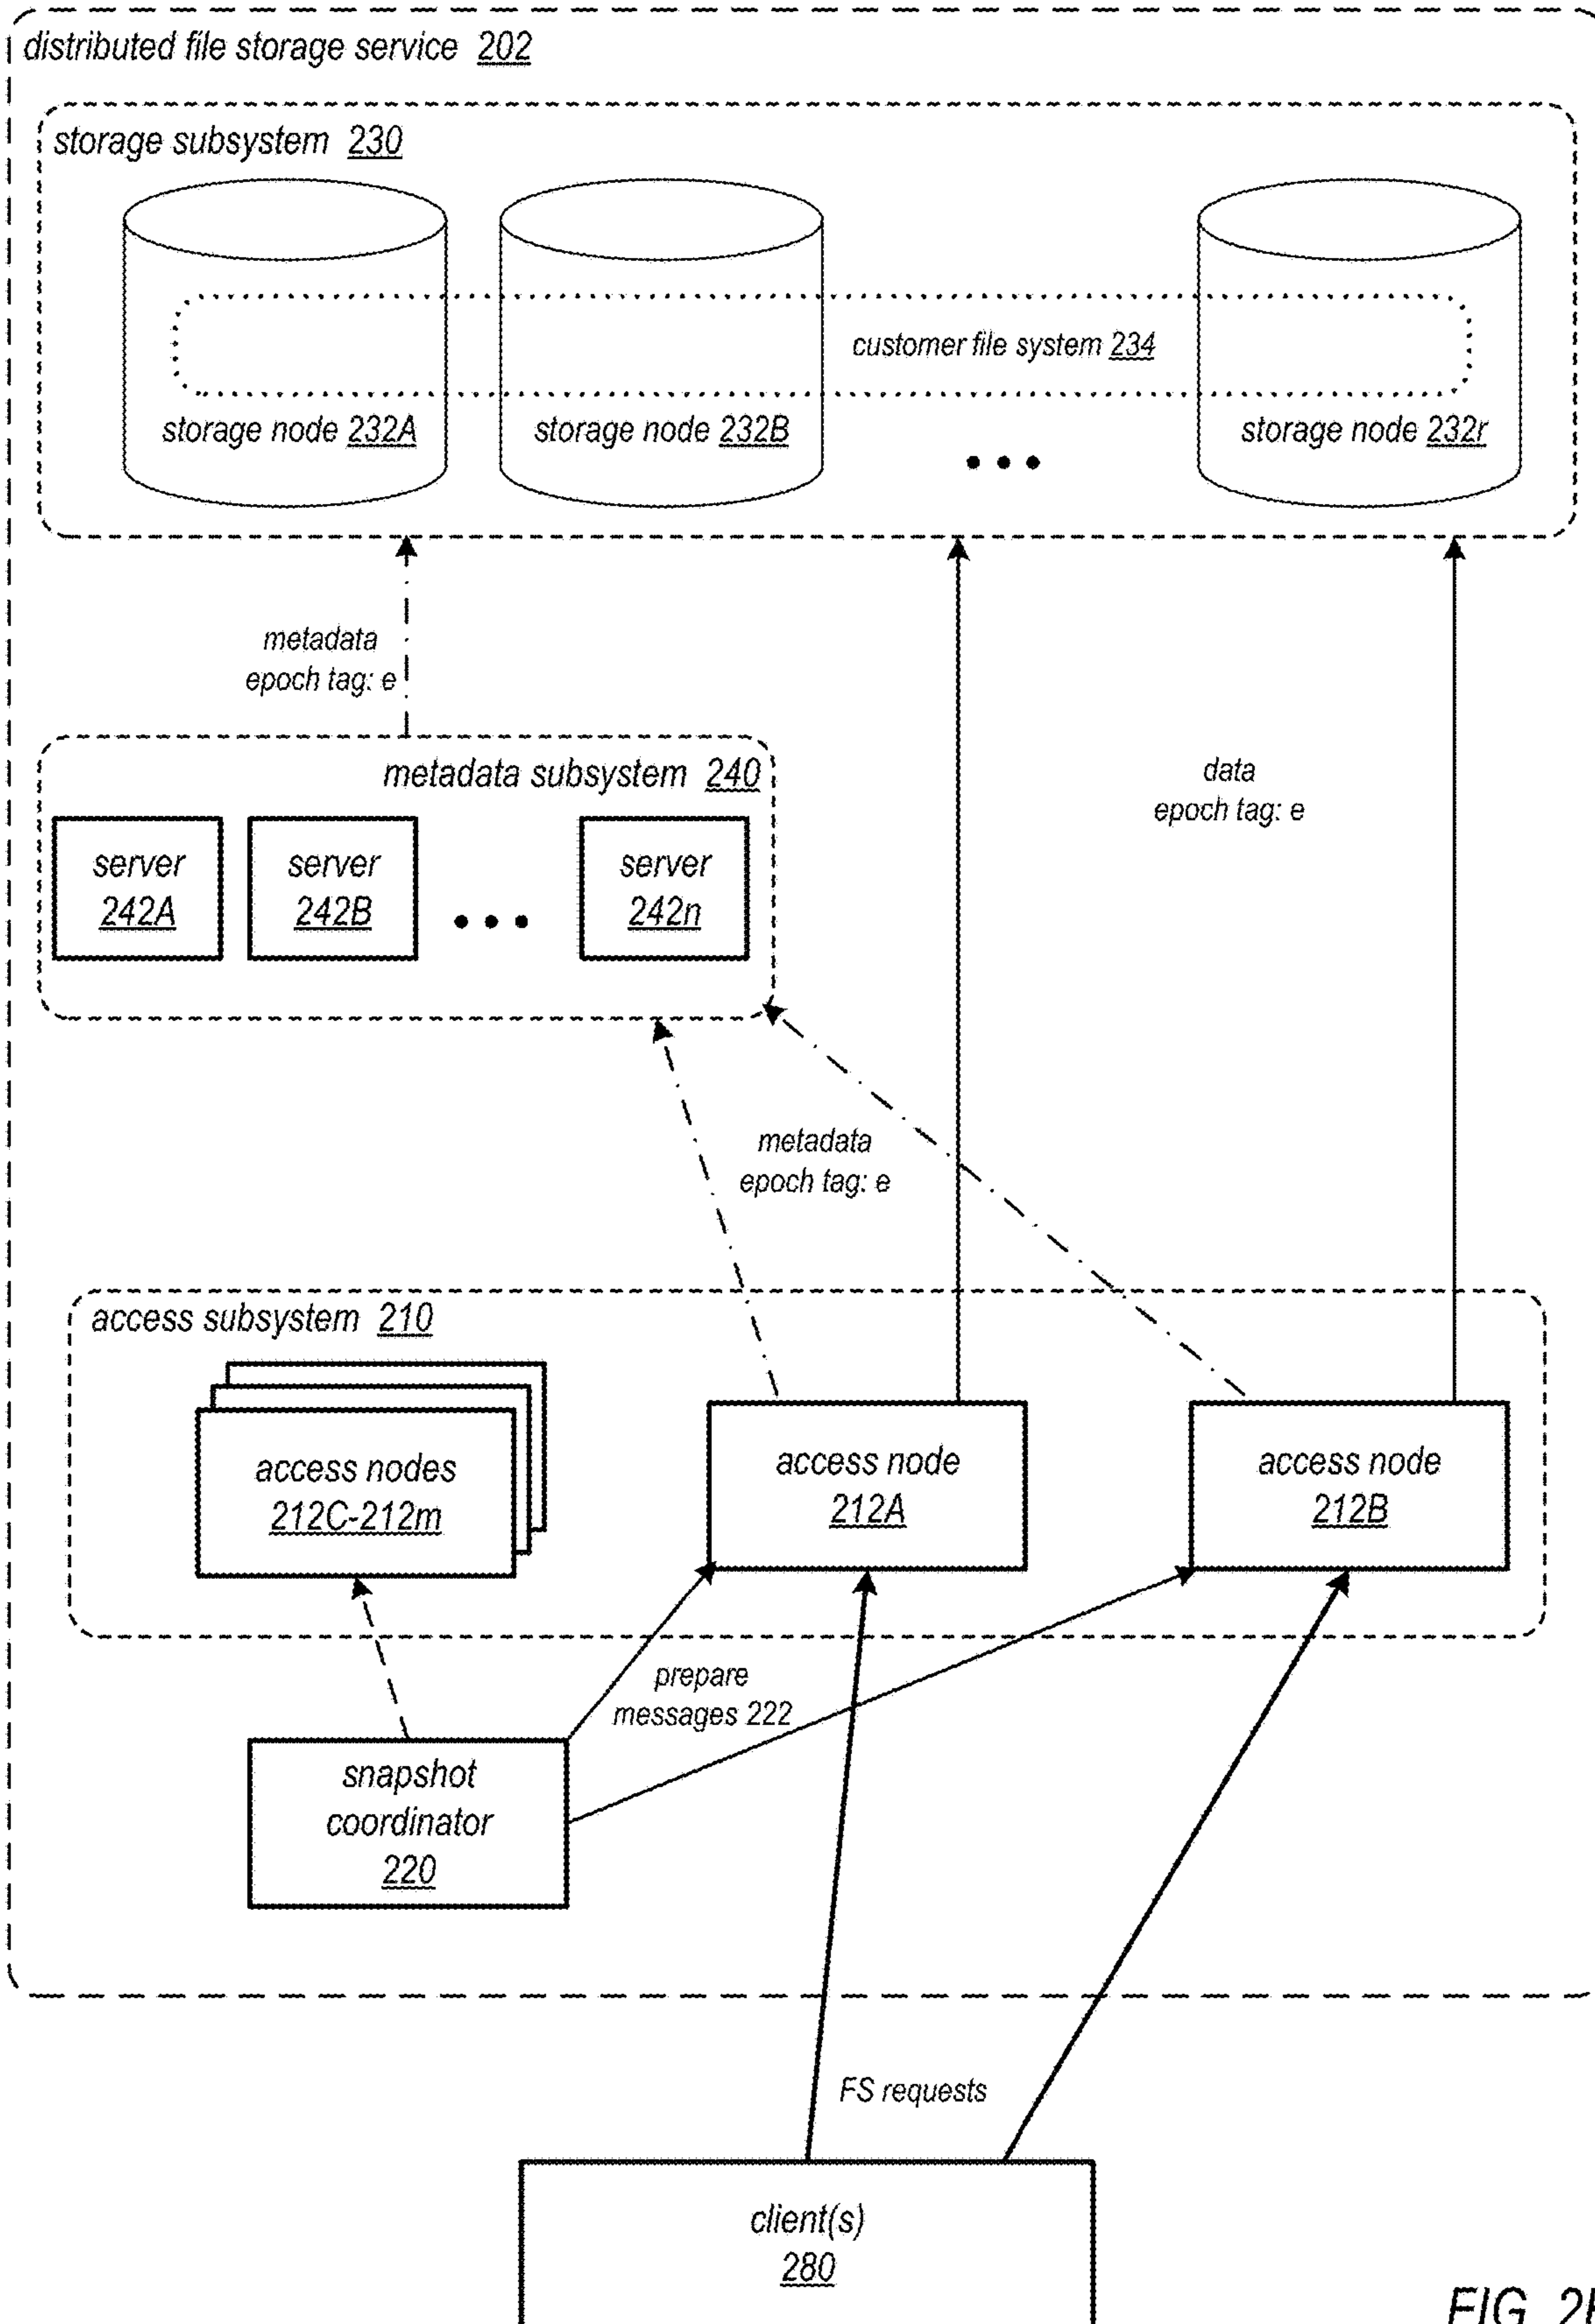 distributed file storage service 202
storage subsystem 230
customer file system 234
storage node 232A
storage node 232B
storage node 232r
metadata
epoch tag: e
data
epoch tag: e
metadata subsystem 240
server
242A
server
242B
server
242n
metadata
epoch tag: e
access subsystem 210
access nodes
212C-212m
access node
212A
access node
212B
prepare
messages 222
snapshot
coordinator
220
FS requests
client(s)
280
FIG.